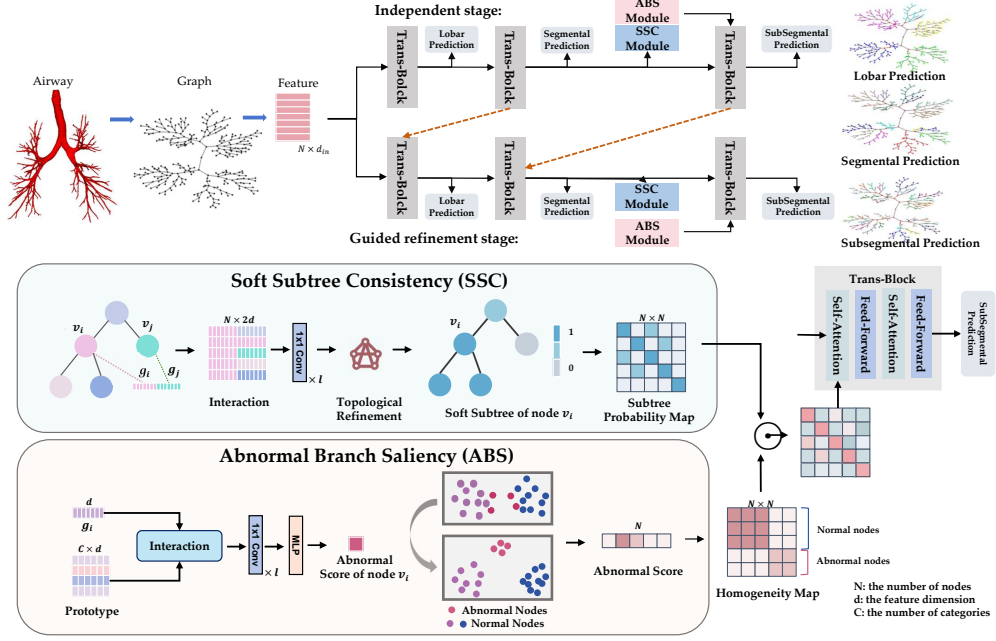 Independent stage:
ABS
Module
SSC
Module
Lobar
Prediction
Segmental
Prediction
SubSegmental
Prediction
Trans-Bolck
Trans-Bolck
Trans-Bolck
Airway
Graph
Feature
N × d_in
Lobar Prediction
Segmental Prediction
Subsegmental Prediction
Trans-Bolck
Trans-Bolck
Trans-Bolck
Lobar
Prediction
Segmental
Prediction
SSC
Module
ABS
Module
SubSegmental
Prediction
Guided refinement stage:
Soft Subtree Consistency (SSC)
v_i
v_j
g_i
g_j
N × 2d
Interaction
1x1 Conv
× l
Topological
Refinement
v_i
1
0
Soft Subtree of node v_i
N × N
Subtree
Probability Map
Trans-Block
Self-Attention
Feed-Forward
Self-Attention
Feed-Forward
SubSegmental
Prediction
Abnormal Branch Saliency (ABS)
d
g_i
C × d
Prototype
Interaction
1x1 Conv
× l
MLP
Abnormal
Score of node v_i
Abnormal Nodes
Normal Nodes
N
Abnormal Score
N × N
Homogeneity Map
Normal nodes
Abnormal nodes
N: the number of nodes
d: the feature dimension
C: the number of categories